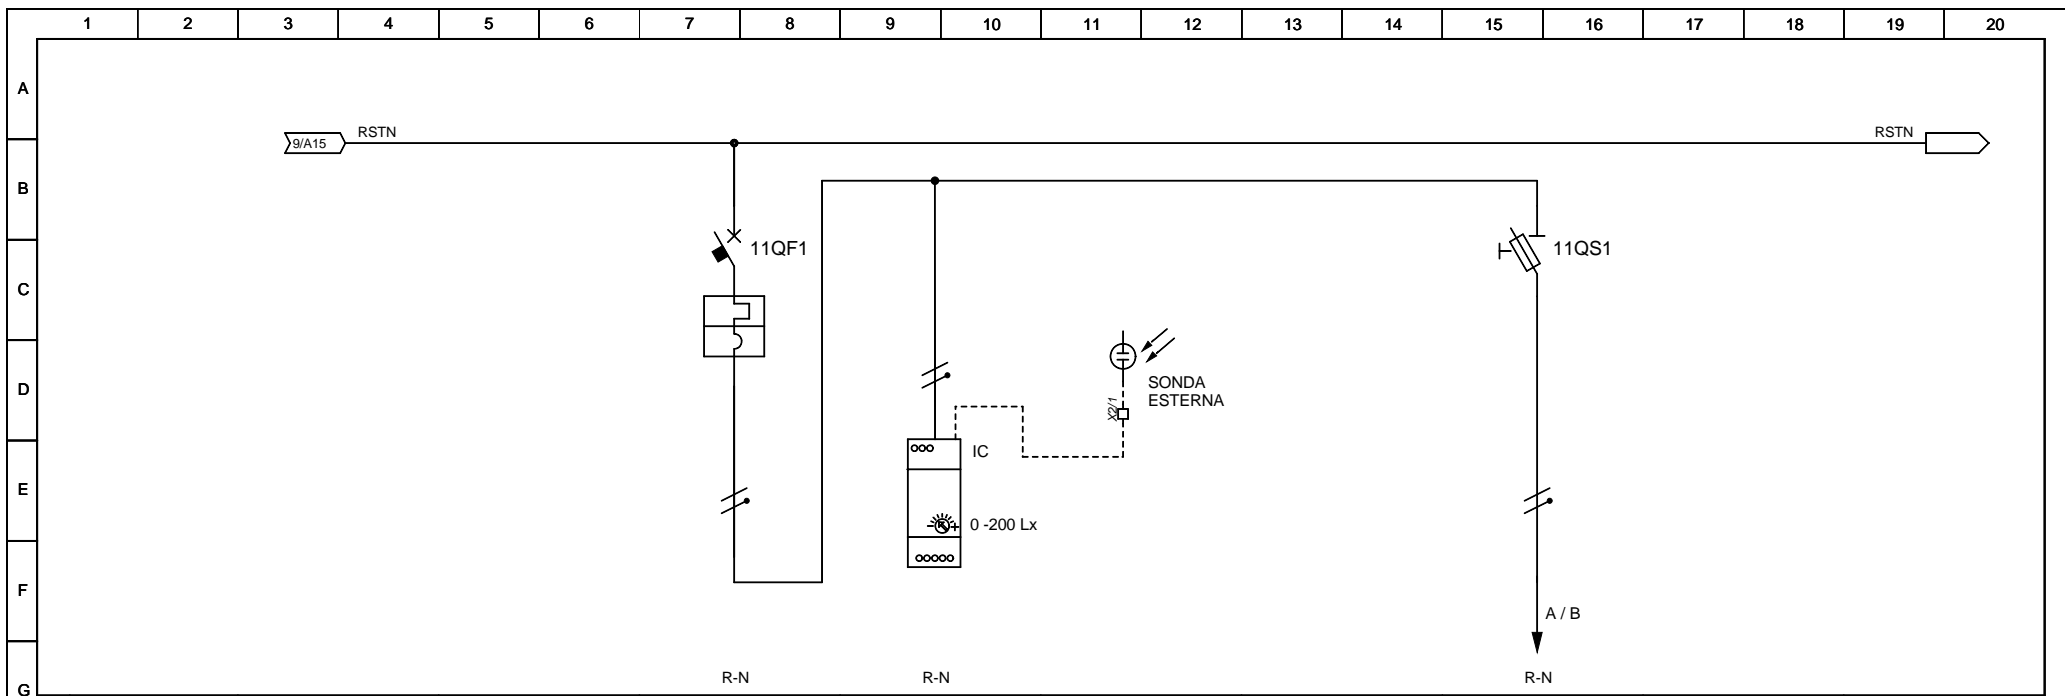 1 2 3 4 5 6 7 8 9 10 11 12 13 14 15 16 17 18 19 20
A
9/A15 RSTN RSTN
B
11QF1 11QS1
C
D
SONDA
ESTERNA
X2/1
IC
E
0 -200 Lx
F
A / B
R-N R-N R-N
G